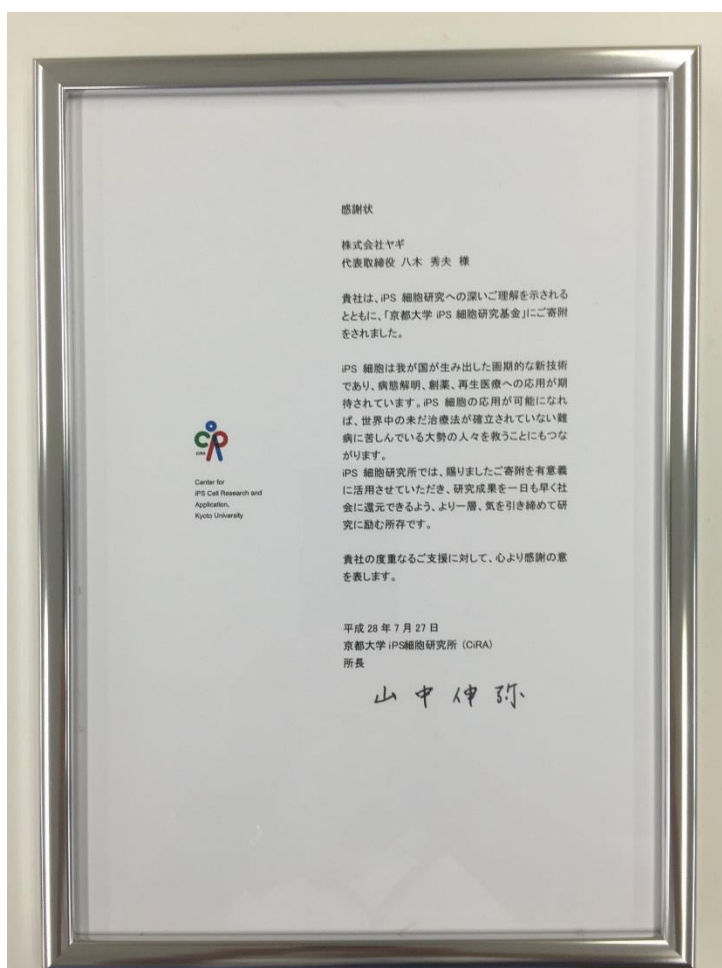 感謝状
株式会社ヤギ
代表取締役 八木 秀夫 様
貴社は、iPS 細胞研究への深いご理解を示される
とともに、「京都大学 iPS 細胞研究基金」にご寄附
をされました。
iPS 細胞は我が国が生み出した画期的な新技術
であり、病態解明、創薬、再生医療への応用が期
待されています。iPS 細胞の応用が可能になれ
ば、世界中の未だ治療法が確立されていない難
病に苦しんでいる大勢の人々を救うことにもつな
がります。
iPS 細胞研究所では、賜りましたご寄附を有意義
に活用させていただき、研究成果を一日も早く社
会に還元できるよう、より一層、気を引き締めて研
究に励む所存です。
貴社の度重なるご支援に対して、心より感謝の意
を表します。
平成 28 年 7 月 27 日
京都大学 iPS細胞研究所 (CiRA)
所長
山中伸弥
CiRA
Center for
iPS Cell Research and
Application,
Kyoto University